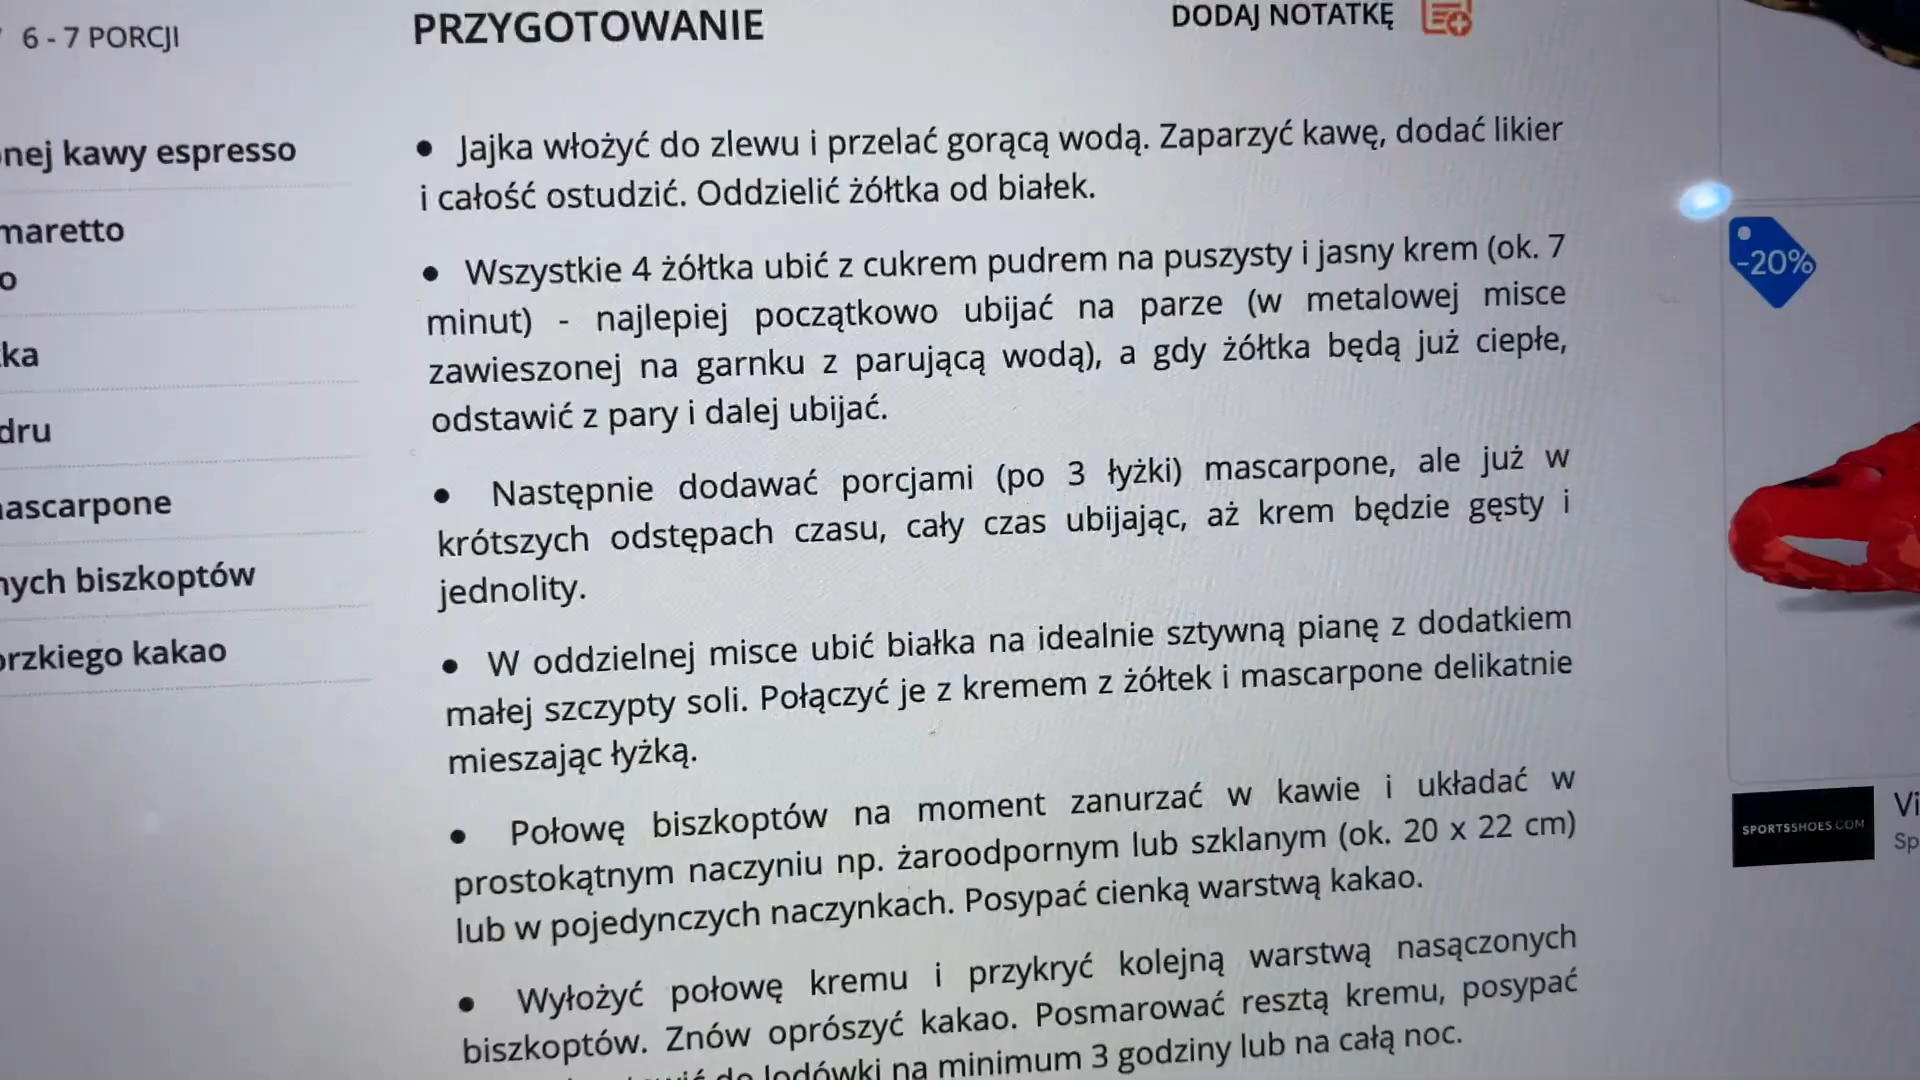 6 - 7 PORCJI
PRZYGOTOWANIE
DODAJ NOTATKĘ
kawy espresso
biszkoptów
kakao
• Jajka włożyć do zlewu i przelać gorącą wodą. Zaparzyć kawę, dodać likier
i całość ostudzić. Oddzielić żółtka od białek.
• Wszystkie 4 żółtka ubić z cukrem pudrem na puszysty i jasny krem (ok. 7
minut) - najlepiej początkowo ubijać na parze (w metalowej misce
zawieszonej na garnku z parującą wodą), a gdy żółtka będą już ciepłe,
odstawić z pary i dalej ubijać.
• Następnie dodawać porcjami (po 3 łyżki) mascarpone, ale już w
krótszych odstępach czasu, cały czas ubijając, aż krem będzie gęsty i
jednolity.
• W oddzielnej misce ubić białka na idealnie sztywną pianę z dodatkiem
małej szczypty soli. Połączyć je z kremem z żółtek i mascarpone delikatnie
mieszając łyżką.
• Połowę biszkoptów na moment zanurzać w kawie i układać w
prostokątnym naczyniu np. żaroodpornym lub szklanym (ok. 20 x 22 cm)
lub w pojedynczych naczynkach. Posypać cienką warstwą kakao.
• Wyłożyć połowę kremu i przykryć kolejną warstwą nasączonych
biszkoptów. Znów oprószyć kakao. Posmarować resztą kremu, posypać
do lodówki na minimum 3 godziny lub na całą noc.
-20%
SPORTSSHOES.COM